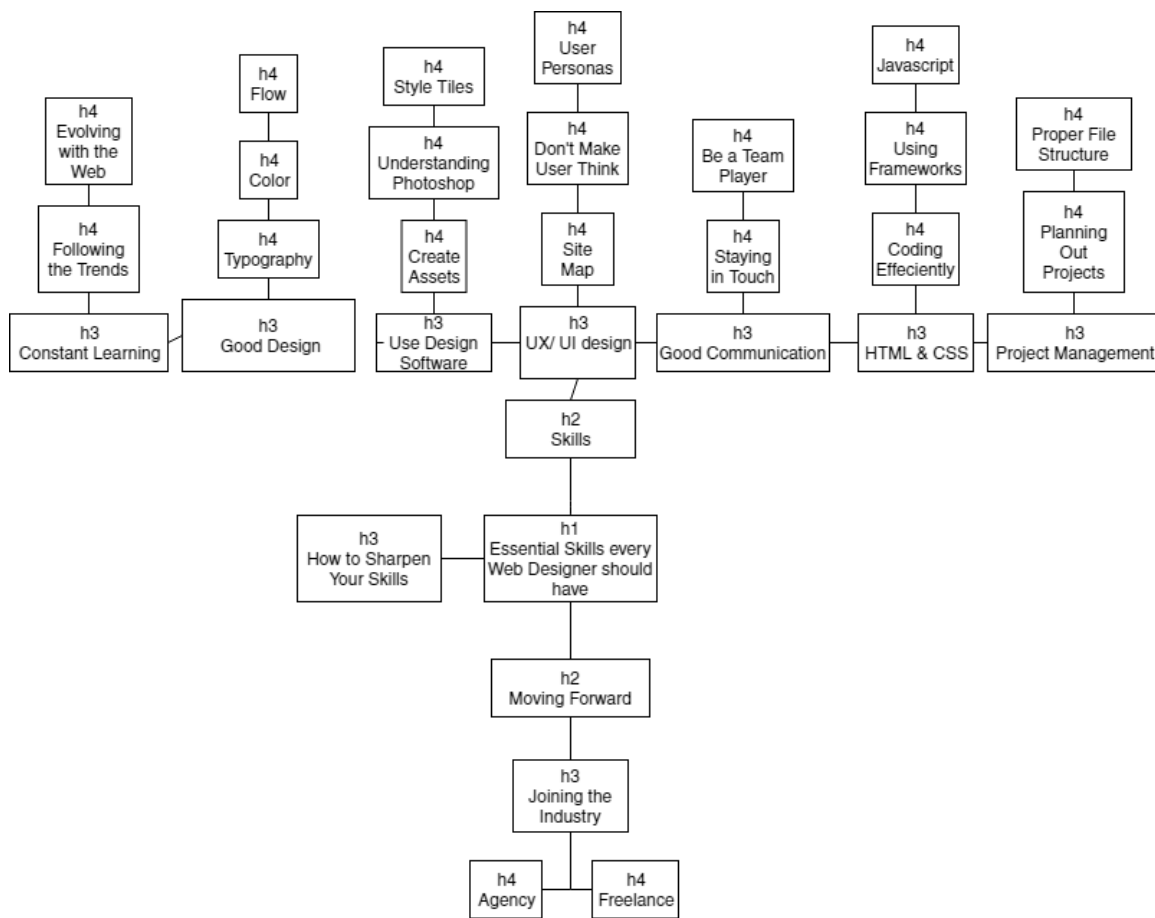 h4
User
Personas
h4
Javascript
h4
Flow
h4
Style Tiles
h4
Evolving
with the
Web
h4
Proper File
Structure
h4
Don't Make
User Think
h4
Using
Frameworks
h4
Be a Team
Player
h4
Understanding
Photoshop
h4
Color
h4
Following
the Trends
h4
Planning
Out
Projects
h4
Site
Map
h4
Coding
Effeciently
h4
Typography
h4
Create
Assets
h4
Staying
in Touch
h3
Constant Learning
h3
Good Design
h3
Use Design
Software
h3
UX/ UI design
h3
Good Communication
h3
HTML & CSS
h3
Project Management
h2
Skills
h3
How to Sharpen
Your Skills
h1
Essential Skills every
Web Designer should
have
h2
Moving Forward
h3
Joining the
Industry
h4
Agency
h4
Freelance